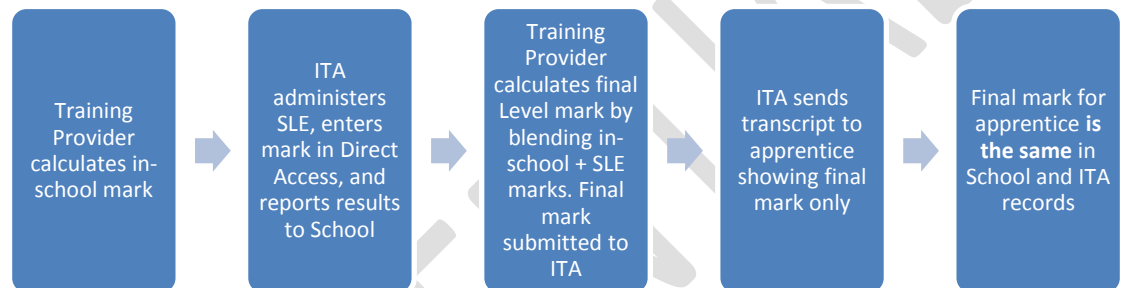 Training
Provider
calculates in-
school mark
ITA
administers
SLE, enters
mark in Direct
Access, and
reports results
to School
Training
Provider
calculates final
Level mark by
blending in-
school + SLE
marks. Final
mark
submitted to
ITA
ITA sends
transcript to
apprentice
showing final
mark only
Final mark for
apprentice is
the same in
School and ITA
records